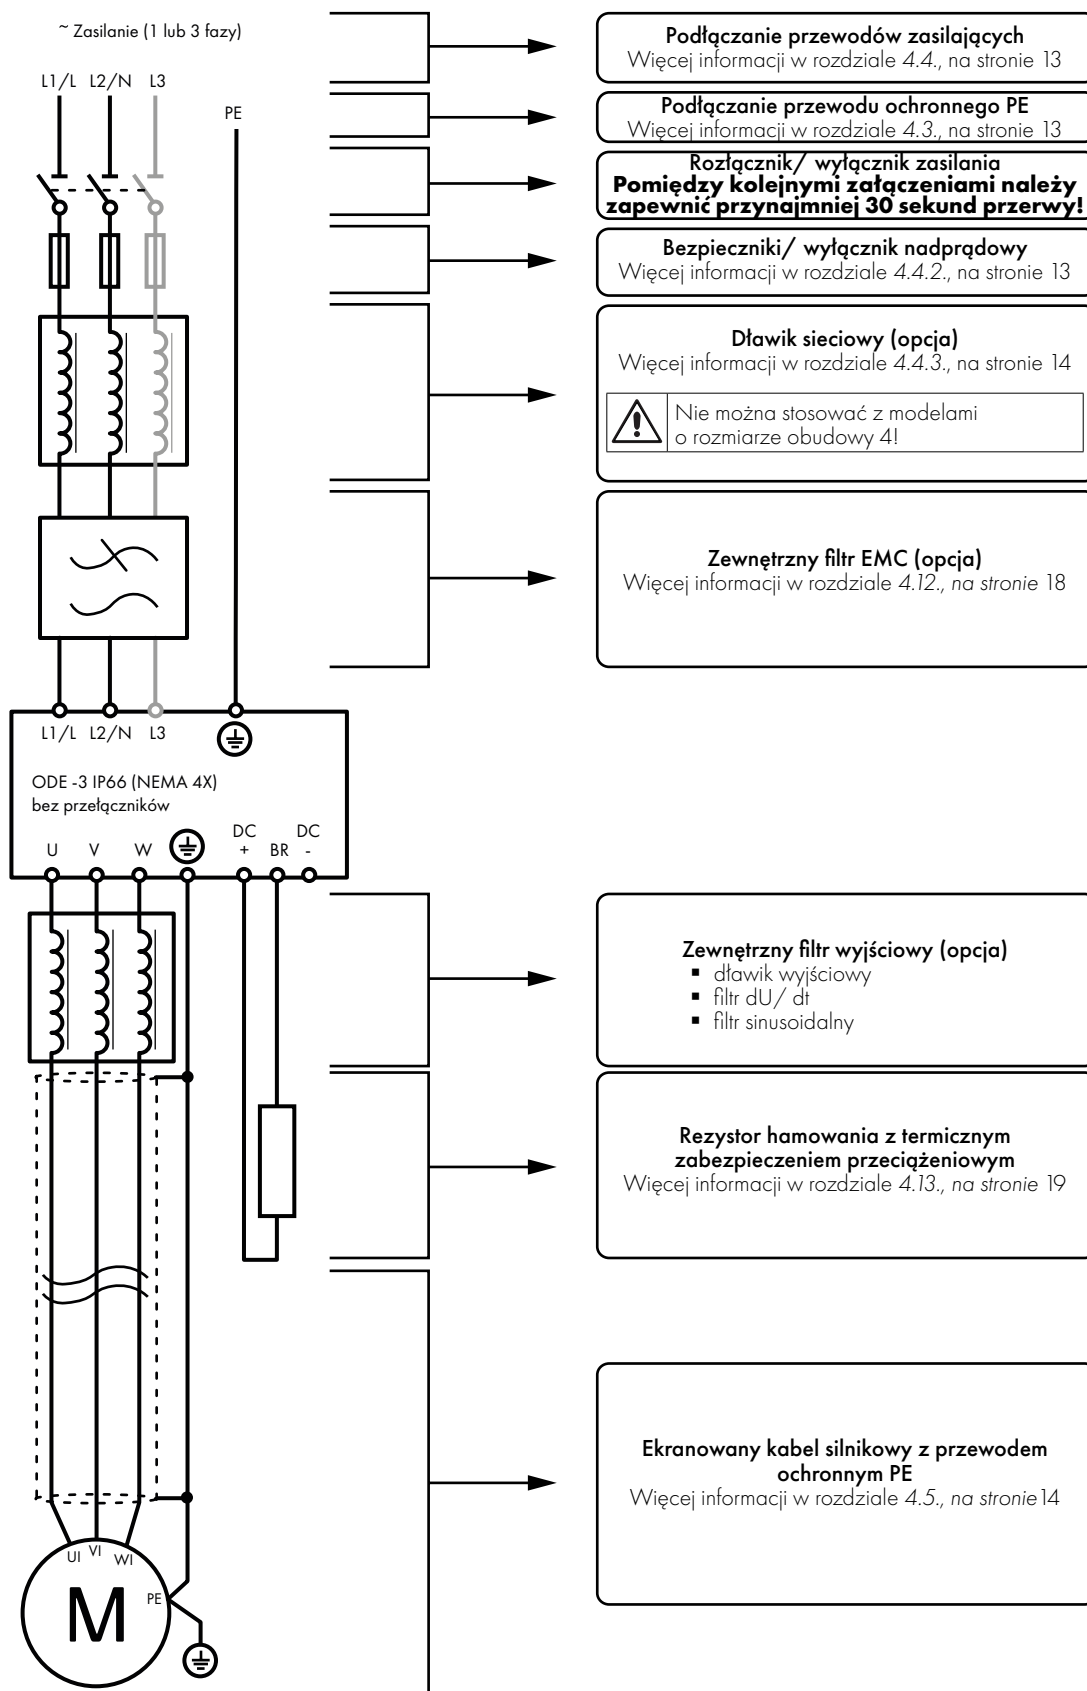 ~ Zasilanie (1 lub 3 fazy)
L1/L L2/N L3
PE
Podłączanie przewodów zasilających
Więcej informacji w rozdziale 4.4., na stronie 13
Podłączanie przewodu ochronnego PE
Więcej informacji w rozdziale 4.3., na stronie 13
Rozłącznik/ wyłącznik zasilania
Pomiędzy kolejnymi załączeniami należy
zapewnić przynajmniej 30 sekund przerwy!
Bezpieczniki/ wyłącznik nadprądowy
Więcej informacji w rozdziale 4.4.2., na stronie 13
Dławik sieciowy (opcja)
Więcej informacji w rozdziale 4.4.3., na stronie 14
Nie można stosować z modelami
o rozmiarze obudowy 4!
Zewnętrzny filtr EMC (opcja)
Więcej informacji w rozdziale 4.12., na stronie 18
L1/L L2/N L3
ODE -3 IP66 (NEMA 4X)
bez przełączników
U V W DC + BR DC -
Zewnętrzny filtr wyjściowy (opcja)
▪ dławik wyjściowy
▪ filtr dU/ dt
▪ filtr sinusoidalny
Rezystor hamowania z termicznym
zabezpieczeniem przeciążeniowym
Więcej informacji w rozdziale 4.13., na stronie 19
Ekranowany kabel silnikowy z przewodem
ochronnym PE
Więcej informacji w rozdziale 4.5., na stronie14
UI VI WI
PE
M